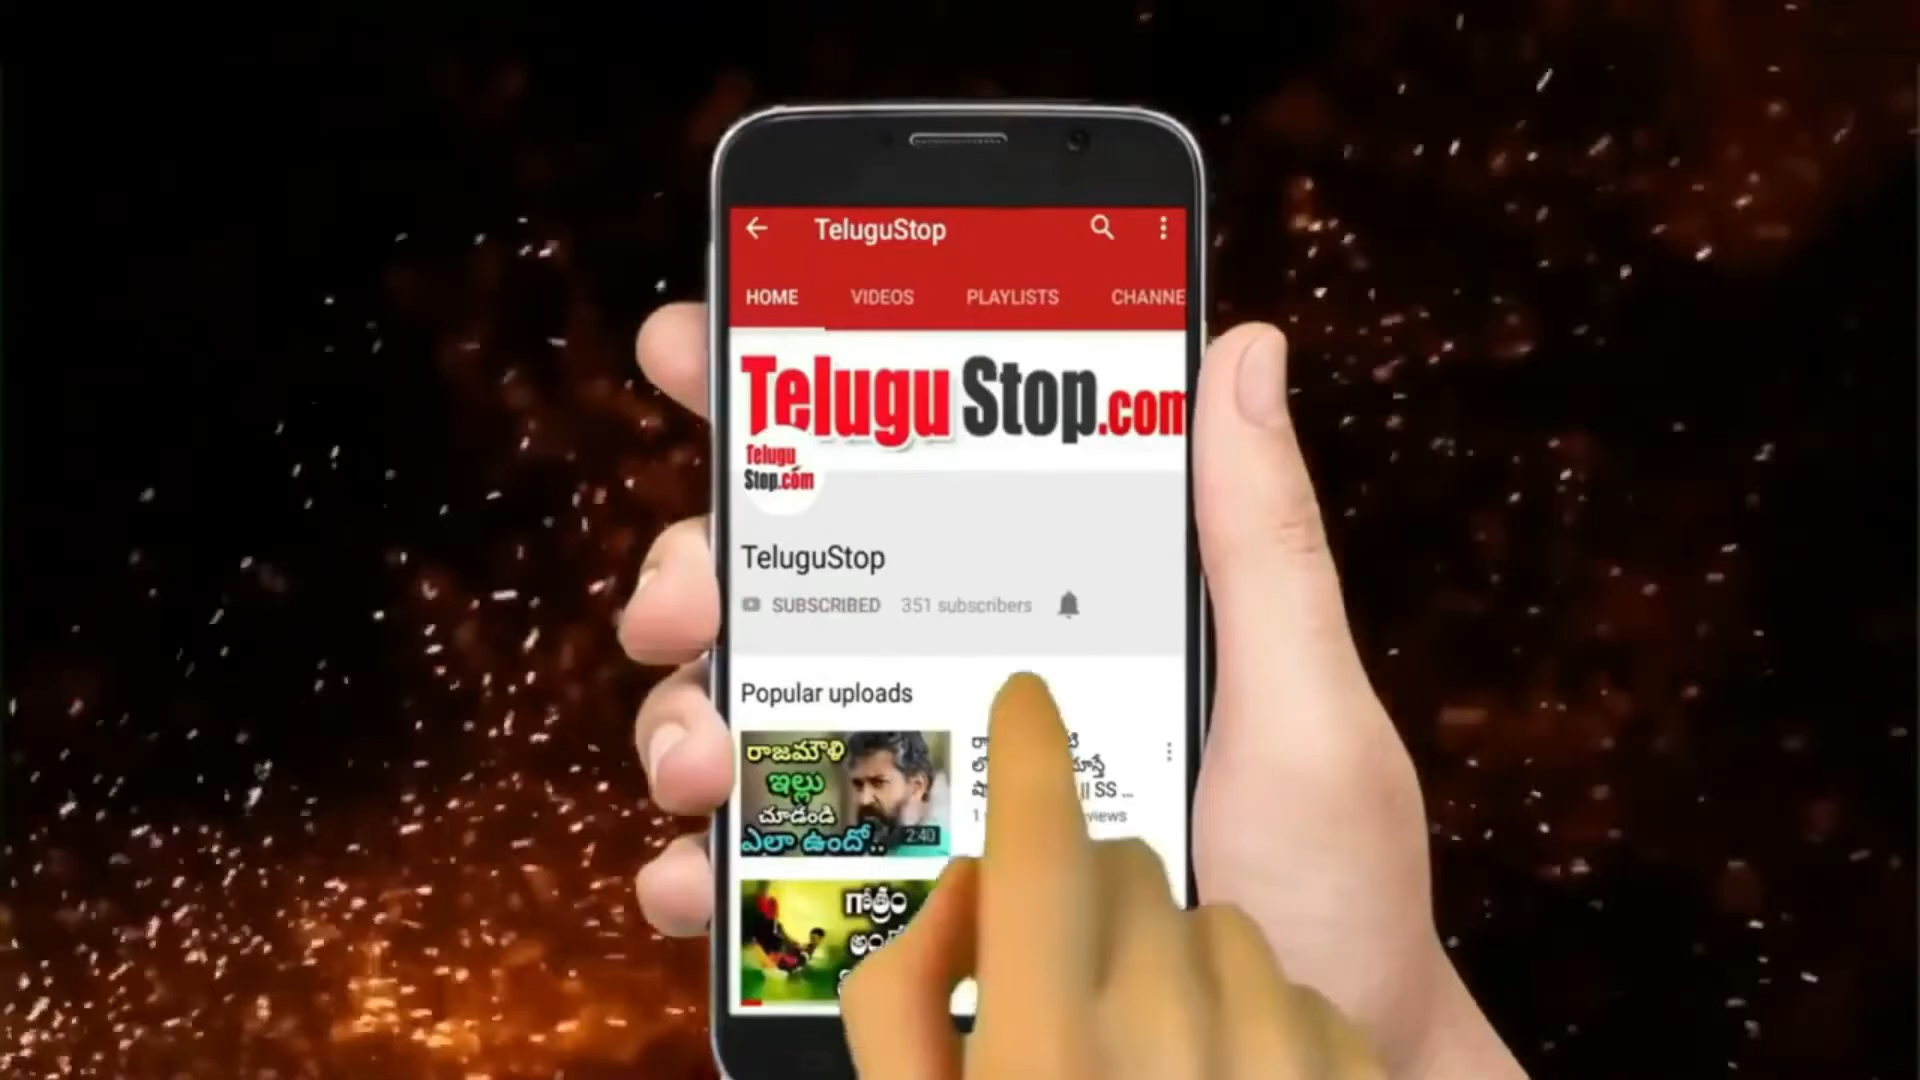 TeluguStop
HOME VIDEOS PLAYLISTS CHANNE
Telugu Stop.com
Telugu
Stop.com
TeluguStop
SUBSCRIBED 351 subscribers
Popular uploads
రాజమౌళి
ఇల్లు
చూడండి
ఎలా ఉందో..
2:40
|| SS ...
views
గోత్రం